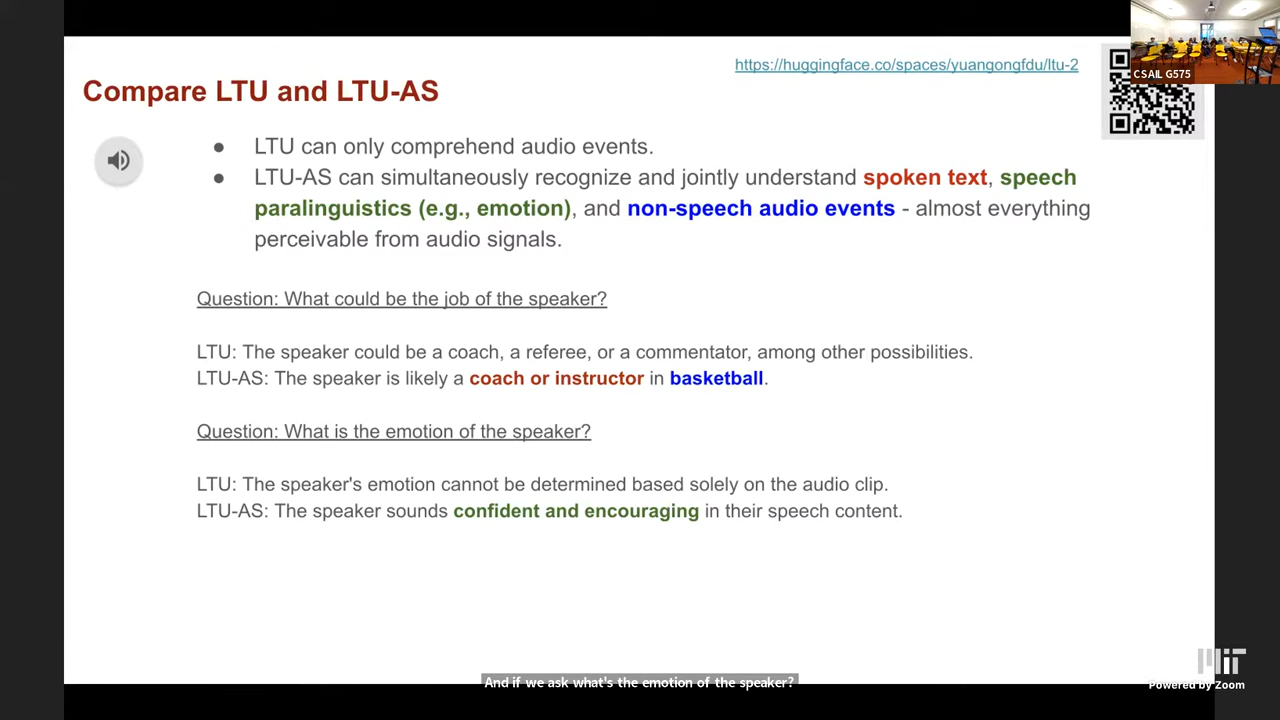 https://huggingface.co/spaces/yuangongfdu/ltu-2
CSAIL G575
Compare LTU and LTU-AS
● LTU can only comprehend audio events.
● LTU-AS can simultaneously recognize and jointly understand spoken text, speech
paralinguistics (e.g., emotion), and non-speech audio events - almost everything
perceivable from audio signals.
Question: What could be the job of the speaker?
LTU: The speaker could be a coach, a referee, or a commentator, among other possibilities.
LTU-AS: The speaker is likely a coach or instructor in basketball.
Question: What is the emotion of the speaker?
LTU: The speaker's emotion cannot be determined based solely on the audio clip.
LTU-AS: The speaker sounds confident and encouraging in their speech content.
And if we ask what's the emotion of the speaker?
MIT
Powered by Zoom